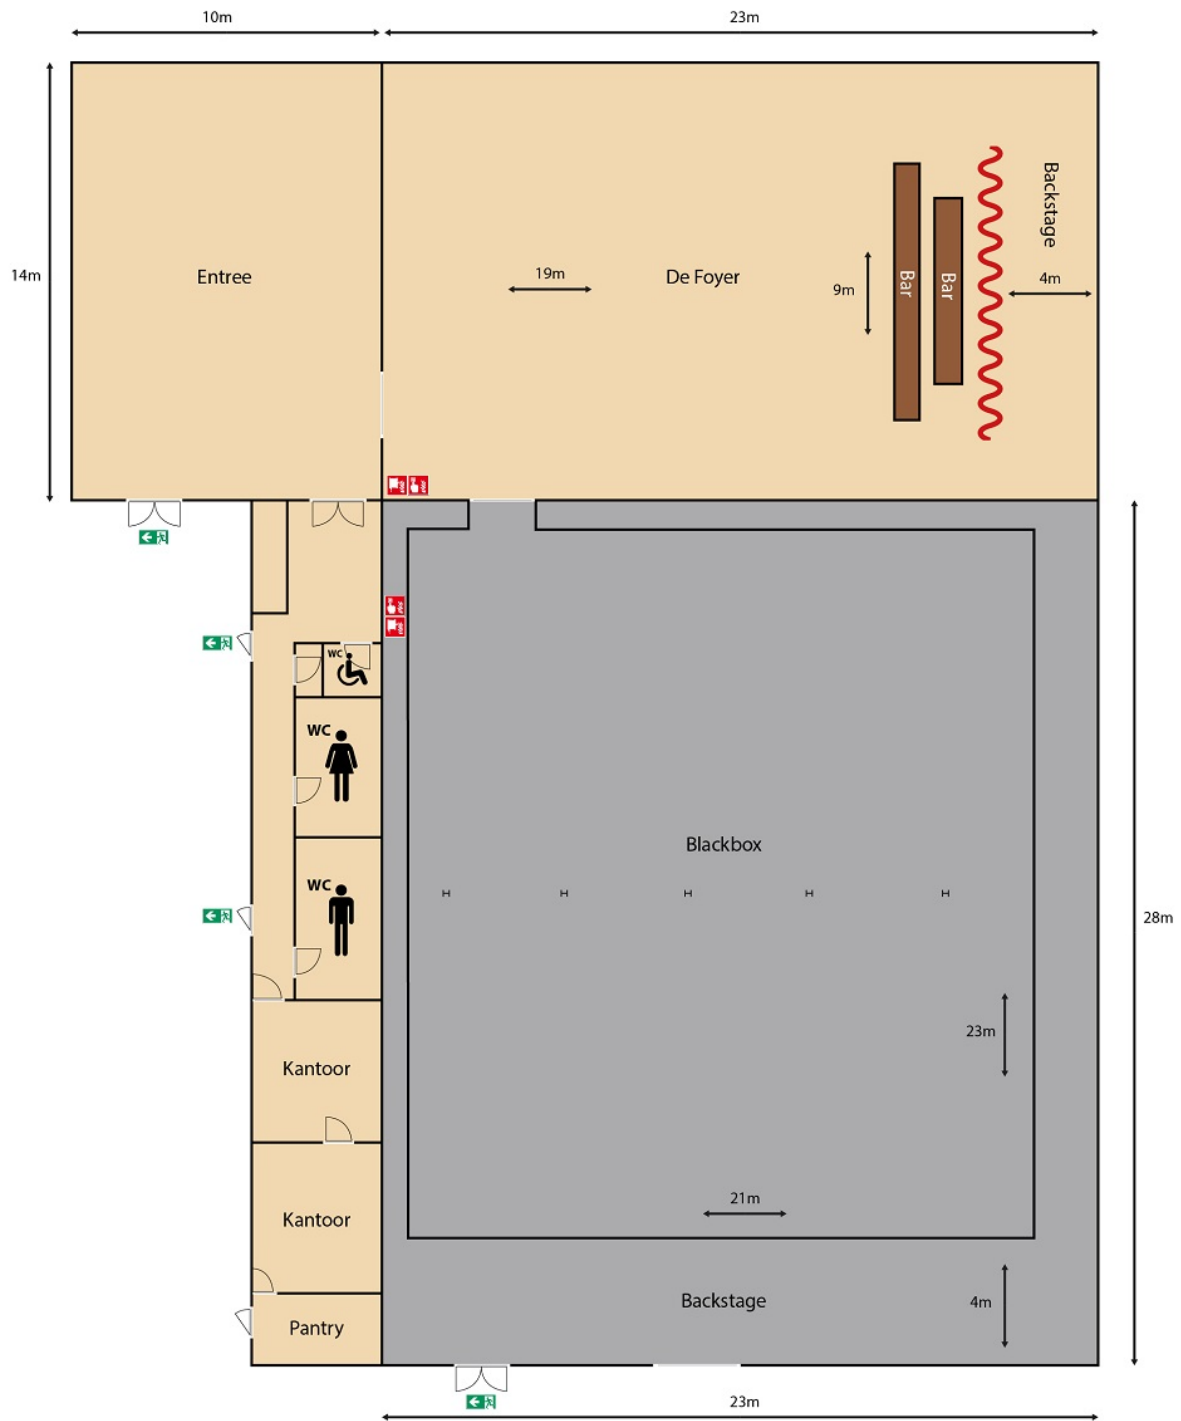 10m
23m
14m
Entree
19m
De Foyer
9m
Bar
Bar
Backstage
4m
WC
WC
WC
Blackbox
28m
23m
Kantoor
21m
Kantoor
Backstage
4m
Pantry
23m